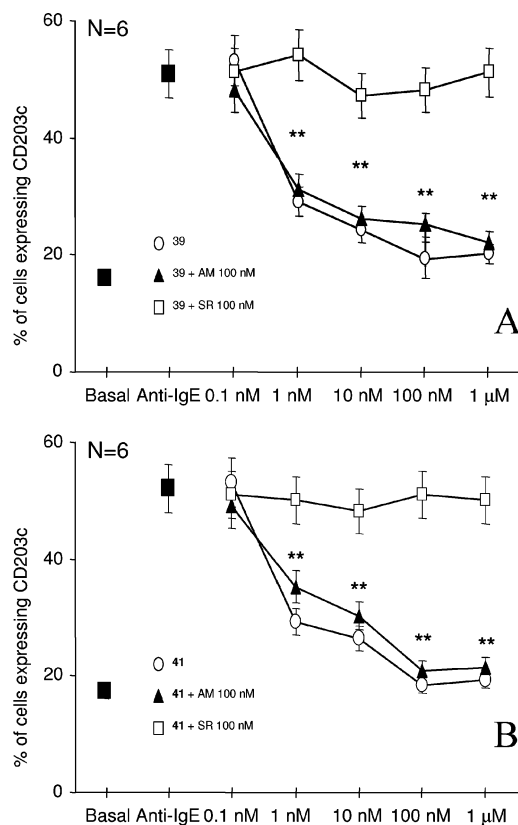 60
N=6
**
**
**
**
40
20
0
% of cells expressing CD203c
39
39 + AM 100 nM
39 + SR 100 nM
A
Basal Anti-IgE 0.1 nM 1 nM 10 nM 100 nM 1 µM
60
N=6
**
**
**
**
40
20
0
% of cells expressing CD203c
41
41 + AM 100 nM
41 + SR 100 nM
B
Basal Anti-IgE 0.1 nM 1 nM 10 nM 100 nM 1 µM